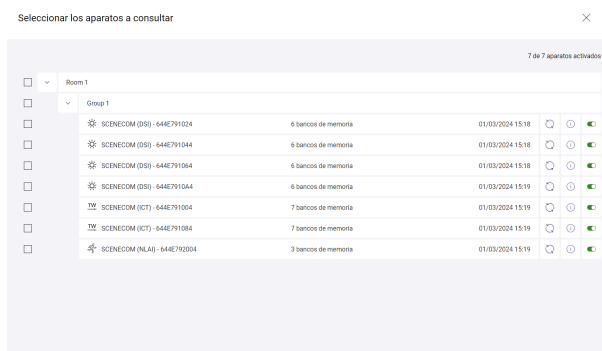 Seleccionar los aparatos a consultar
7 de 7 aparatos activados
Room 1
Group 1
SCENECOM (DSI) - 644E791024 6 bancos de memoria 01/03/2024 15:18
SCENECOM (DSI) - 644E791044 6 bancos de memoria 01/03/2024 15:18
SCENECOM (DSI) - 644E791064 6 bancos de memoria 01/03/2024 15:18
SCENECOM (DSI) - 644E7910A4 6 bancos de memoria 01/03/2024 15:19
TW SCENECOM (ICT) - 644E791004 7 bancos de memoria 01/03/2024 15:19
TW SCENECOM (ICT) - 644E791084 7 bancos de memoria 01/03/2024 15:19
SCENECOM (NLAI) - 644E792004 3 bancos de memoria 01/03/2024 15:19